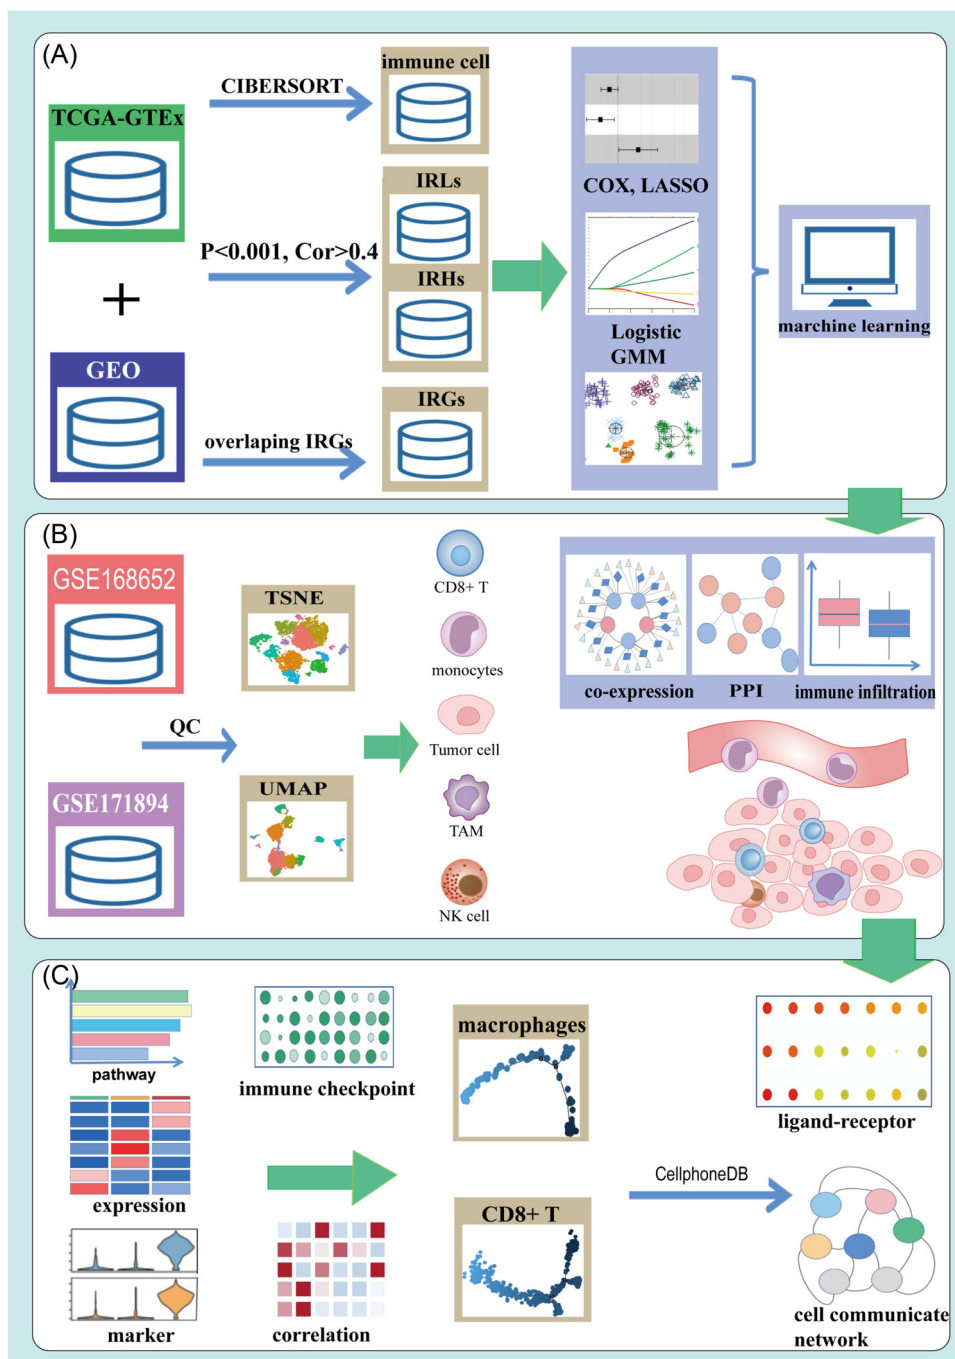 (A)
TCGA-GTEx
CIBERSORT
immune cell
IRLs
P<0.001, Cor>0.4
IRHs
GEO
overlaping IRGs
IRGs
COX, LASSO
Logistic
GMM
marchine learning
(B)
GSE168652
TSNE
QC
GSE171894
UMAP
CD8+ T
monocytes
Tumor cell
TAM
NK cell
co-expression
PPI
immune infiltration
(C)
pathway
expression
marker
immune checkpoint
correlation
macrophages
CD8+ T
CellphoneDB
ligand-receptor
cell communicate
network